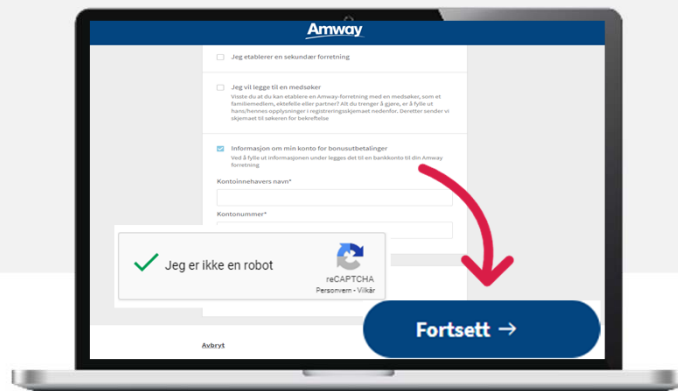 Amway
Jeg etablerer en sekundær forretning
Jeg vil legge til en medsøker
Visste du at du kan etablere en Amway-forretning med en medsøker, som et
familiemedlem, ektefelle eller partner? Alt du trenger å gjøre, er å fylle ut
hans/hennes opplysninger i registreringsskjemaet nedenfor. Deretter sender vi
skjemaet til søkeren for bekreftelse
Informasjon om min konto for bonusutbetalinger
Ved å fylle ut informasjonen under legges det til en bankkonto til din Amway
forretning
Kontoinnehavers navn*
Kontonummer*
Jeg er ikke en robot
reCAPTCHA
Personvern - Vilkår
Fortsett →
Avbryt